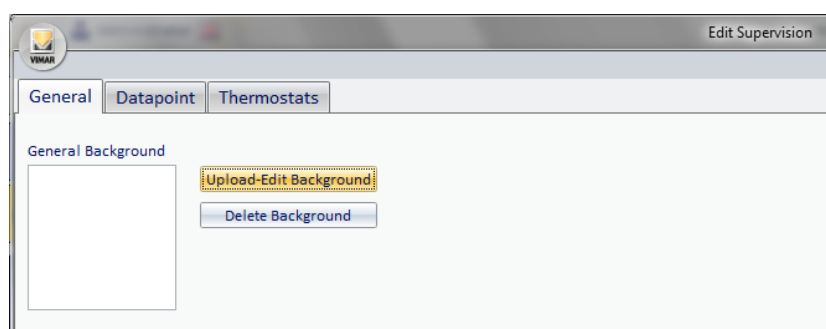 Edit Supervision
VIMAR
General Datapoint Thermostats
General Background
Upload-Edit Background
Delete Background